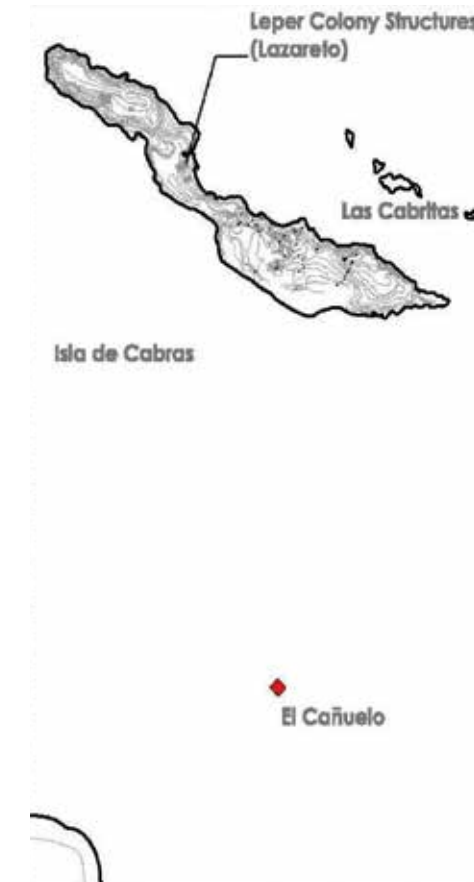 Leper Colony Structures
(Lazareto)
Las Cabritas
Isla de Cabras
El Cañuelo